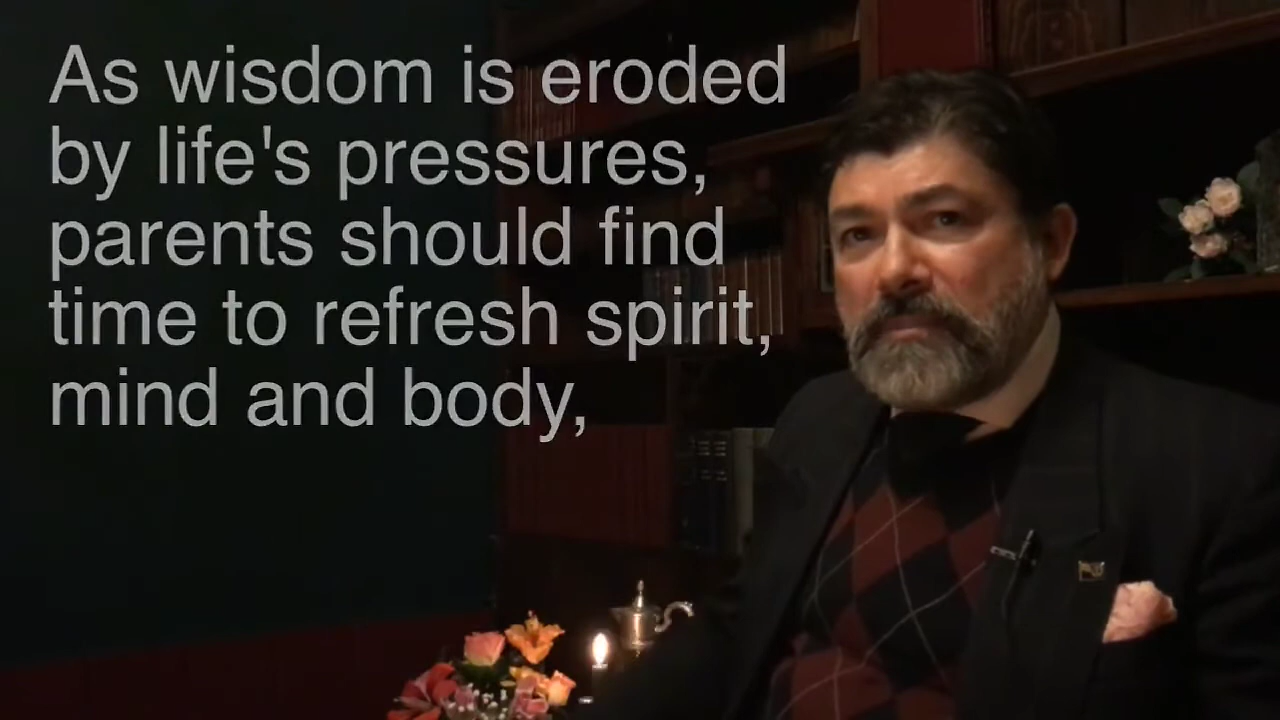 As wisdom is eroded
by life's pressures,
parents should find
time to refresh spirit,
mind and body,